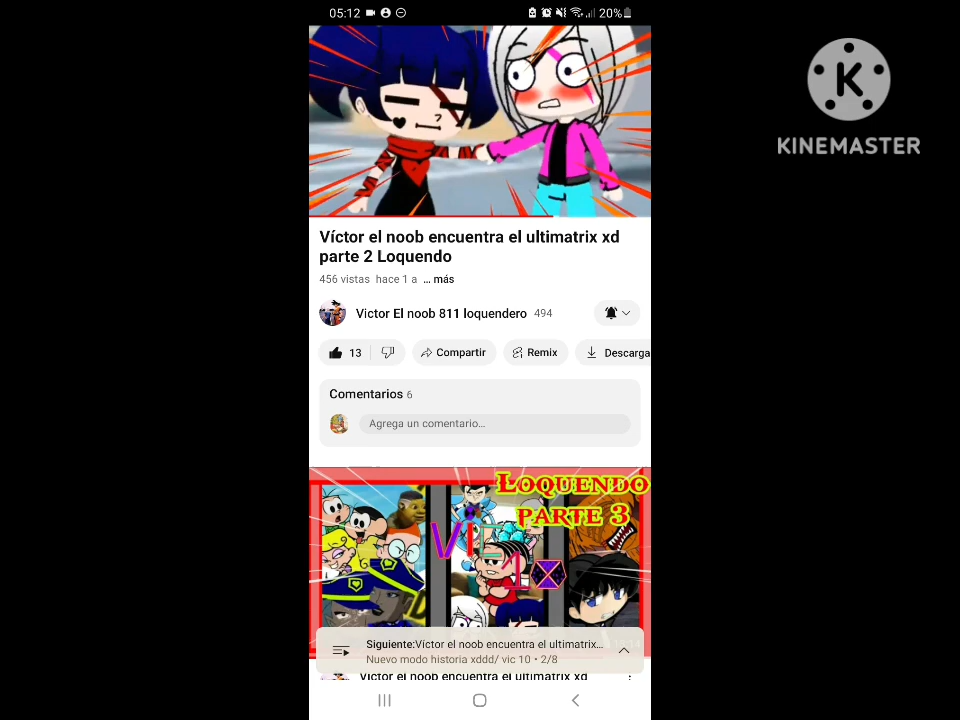 05:12
20%
KINEMASTER
Víctor el noob encuentra el ultimatrix xd
parte 2 Loquendo
456 vistas hace 1 a ... más
Victor El noob 811 loquendero 494
13
Compartir
Remix
Descarga
Comentarios 6
Agrega un comentario...
LOQUENDO
PARTE 3
Siguiente:Víctor el noob encuentra el ultimatrix...
Nuevo modo historia xddd/ vic 10 • 2/8
Víctor el noob encuentra el ultimatrix xd